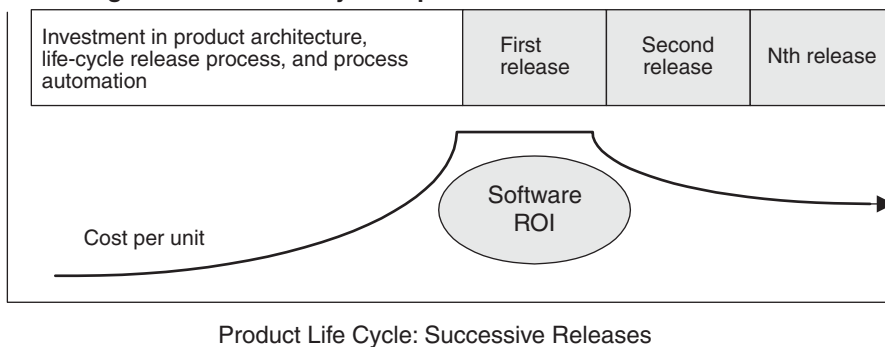 Investment in product architecture,
life-cycle release process, and process
automation
First
release
Second
release
Nth release
Software
ROI
Cost per unit
Product Life Cycle: Successive Releases